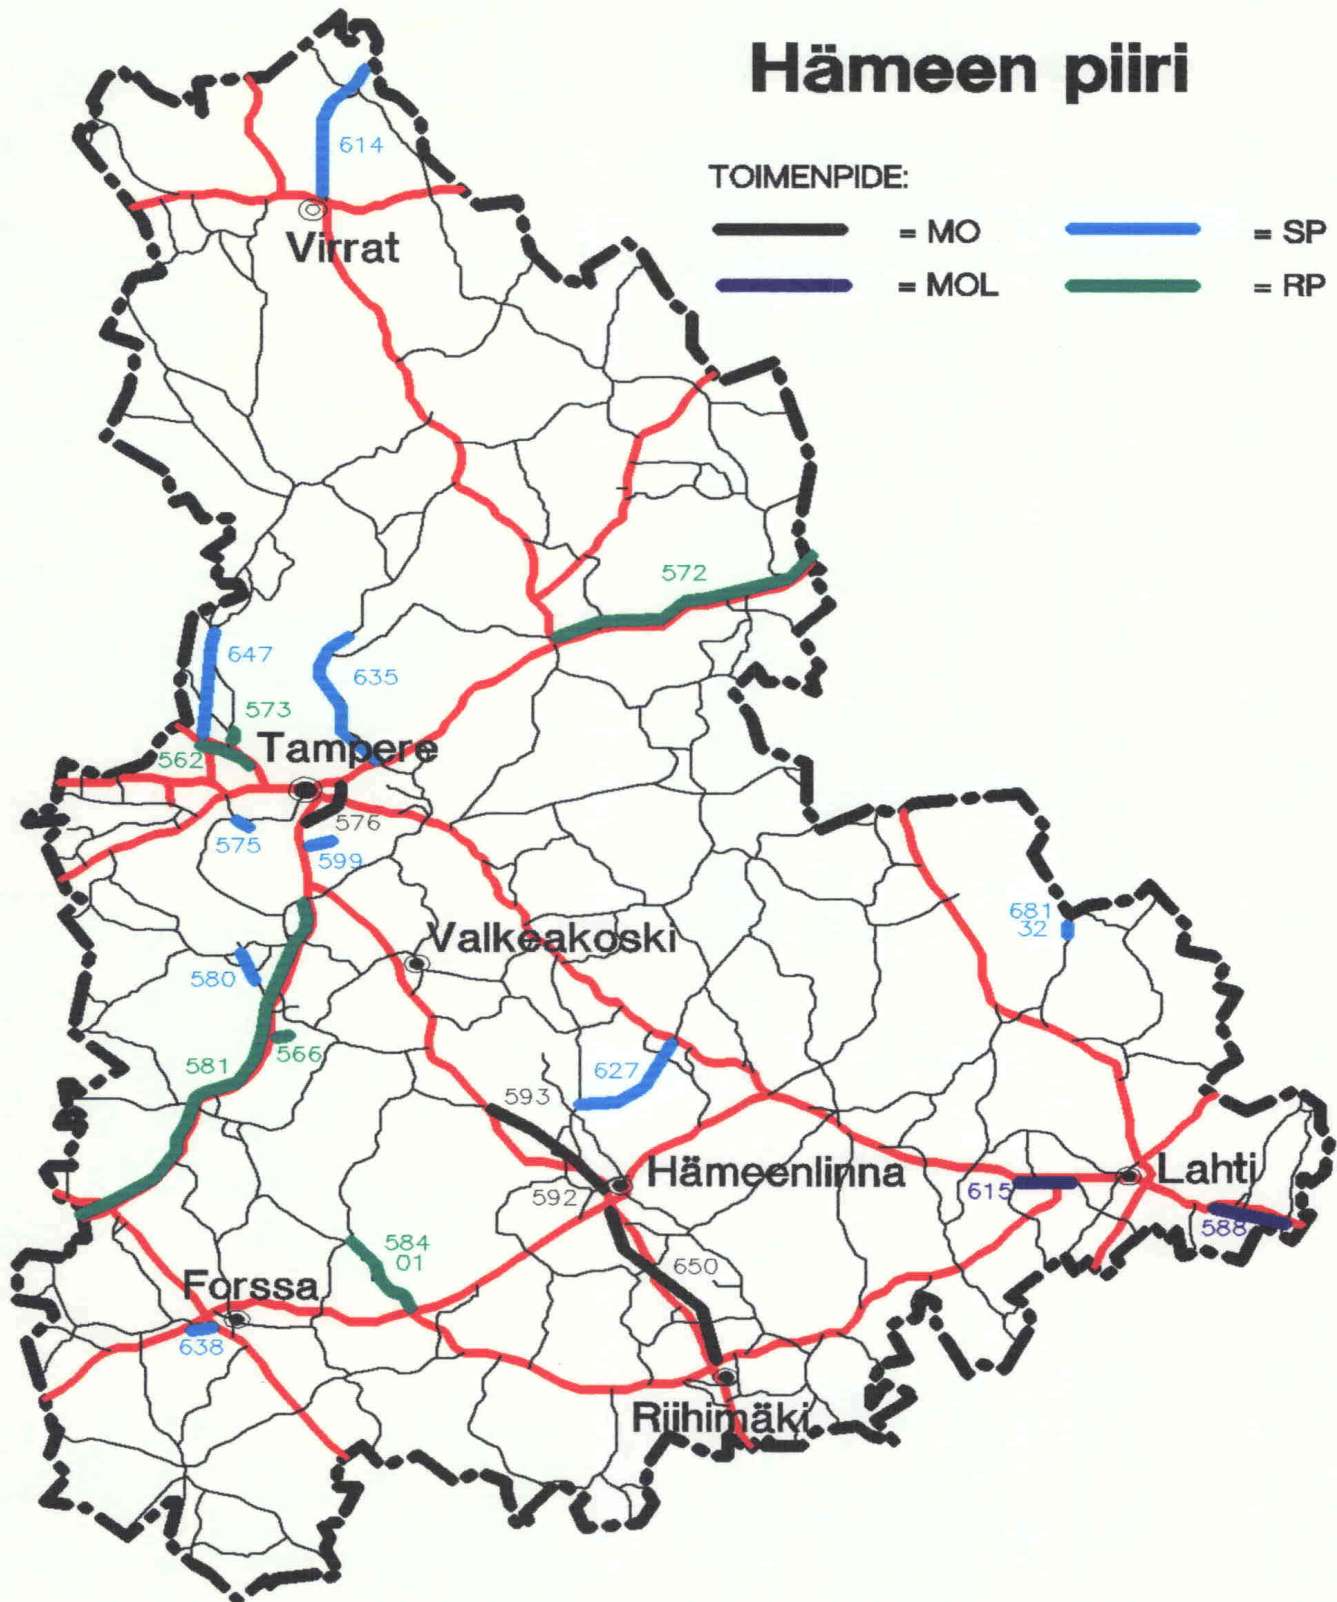 Hämeen piiri
TOIMENPIDE:
= MO
= SP
= MOL
= RP
614
Virrat
572
647
635
573
562
Tampere
576
575
599
681
32
Valkeakoski
580
566
581
627
593
592
Hämeenlinna
615
Lahti
588
584
01
650
Forssa
638
Riihimäki